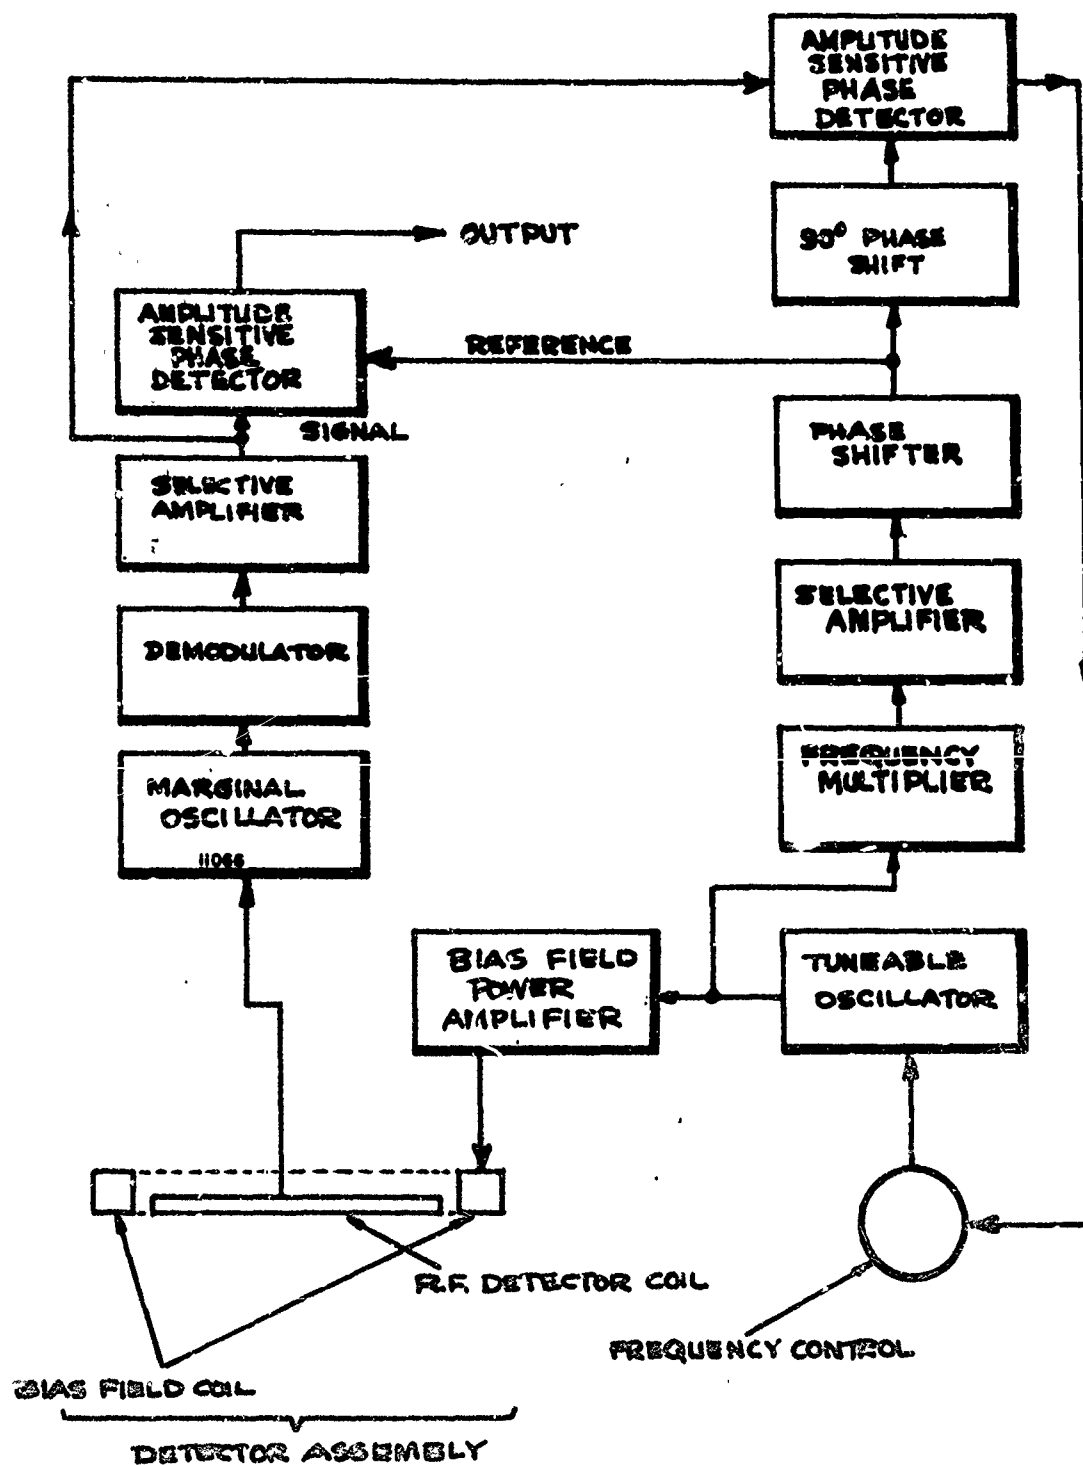 AMPLITUDE
SENSITIVE
PHASE
DETECTOR
90° PHASE
SHIFT
OUTPUT
AMPLITUDE
SENSITIVE
PHASE
DETECTOR
REFERENCE
SIGNAL
PHASE
SHIFTER
SELECTIVE
AMPLIFIER
SELECTIVE
AMPLIFIER
DEMODULATOR
FREQUENCY
MULTIPLIER
MARGINAL
OSCILLATOR
11066
BIAS FIELD
POWER
AMPLIFIER
TUNEABLE
OSCILLATOR
R.F. DETECTOR COIL
FREQUENCY CONTROL
BIAS FIELD COIL
DETECTOR ASSEMBLY